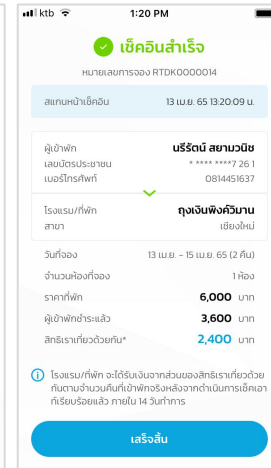 ktb 1:20 PM
เช็คอินสำเร็จ
หมายเลขการจอง RTDK0000014
สแกนหน้าเช็คอิน 13 เม.ย. 65 13:20:09 น.
ผู้เข้าพัก นรีรัตน์ สยามวนิช
เลขบัตรประชาชน * **** ****7 26 1
เบอร์โทรศัพท์ 0814451637
โรงแรม/ที่พัก ถุงเงินพิงค์วิมาน
สาขา เชียงใหม่
วันที่จอง 13 เม.ย. - 15 เม.ย. 65 (2 คืน)
จำนวนห้องที่จอง 1 ห้อง
ราคาที่พัก 6,000 บาท
ผู้เข้าพักชำระแล้ว 3,600 บาท
สิทธิเราเที่ยวด้วยกัน* 2,400 บาท
โรงแรม/ที่พัก จะได้รับเงินจากส่วนของสิทธิเราเที่ยวด้วย
กันตามจำนวนคืนที่เข้าพักจริงหลังจากดำเนินการเช็คเอา
ท์เรียบร้อยแล้ว ภายใน 14 วันทำการ
เสร็จสิ้น